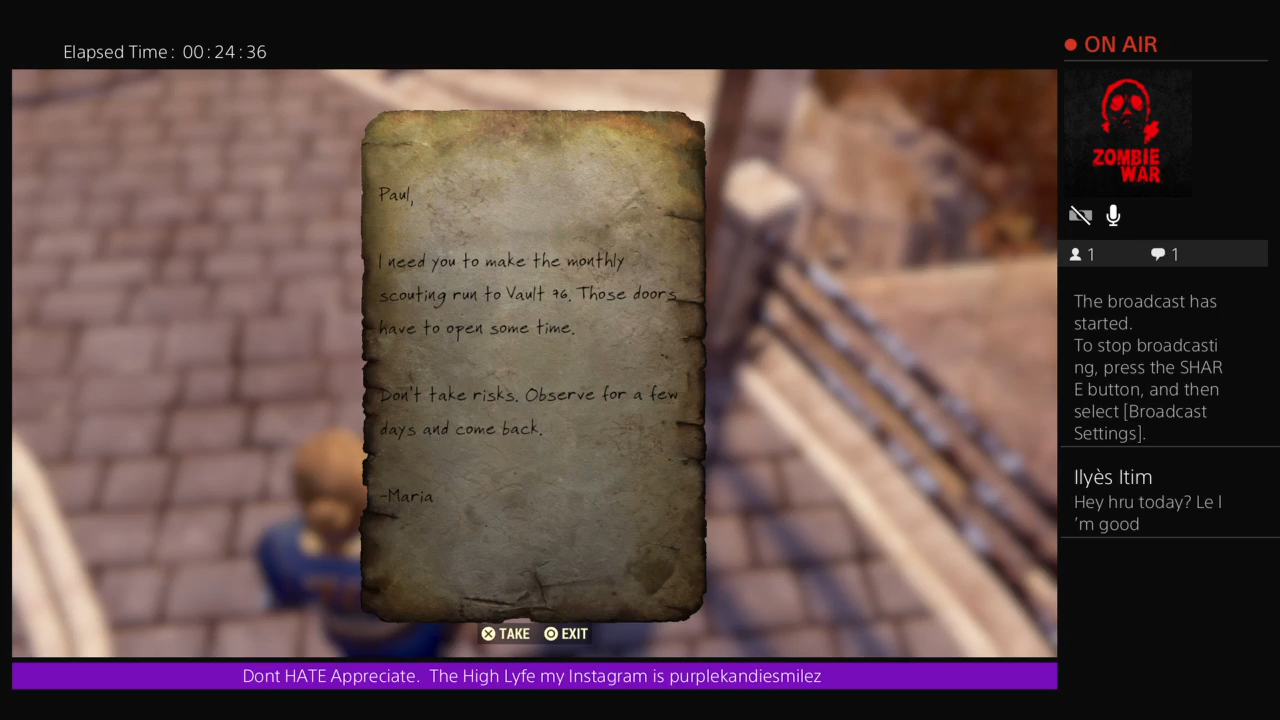 Elapsed Time: 00:24:36
ON AIR
ZOMBIE
WAR
1 1
Paul,
I need you to make the monthly
scouting run to Vault 76. Those doors
have to open some time.
Don't take risks. Observe for a few
days and come back.
-Maria
TAKE EXIT
The broadcast has
started.
To stop broadcasti
ng, press the SHAR
E button, and then
select [Broadcast
Settings].
Ilyès Itim
Hey hru today? Le I
'm good
Dont HATE Appreciate.  The High Lyfe my Instagram is purplekandiesmilez